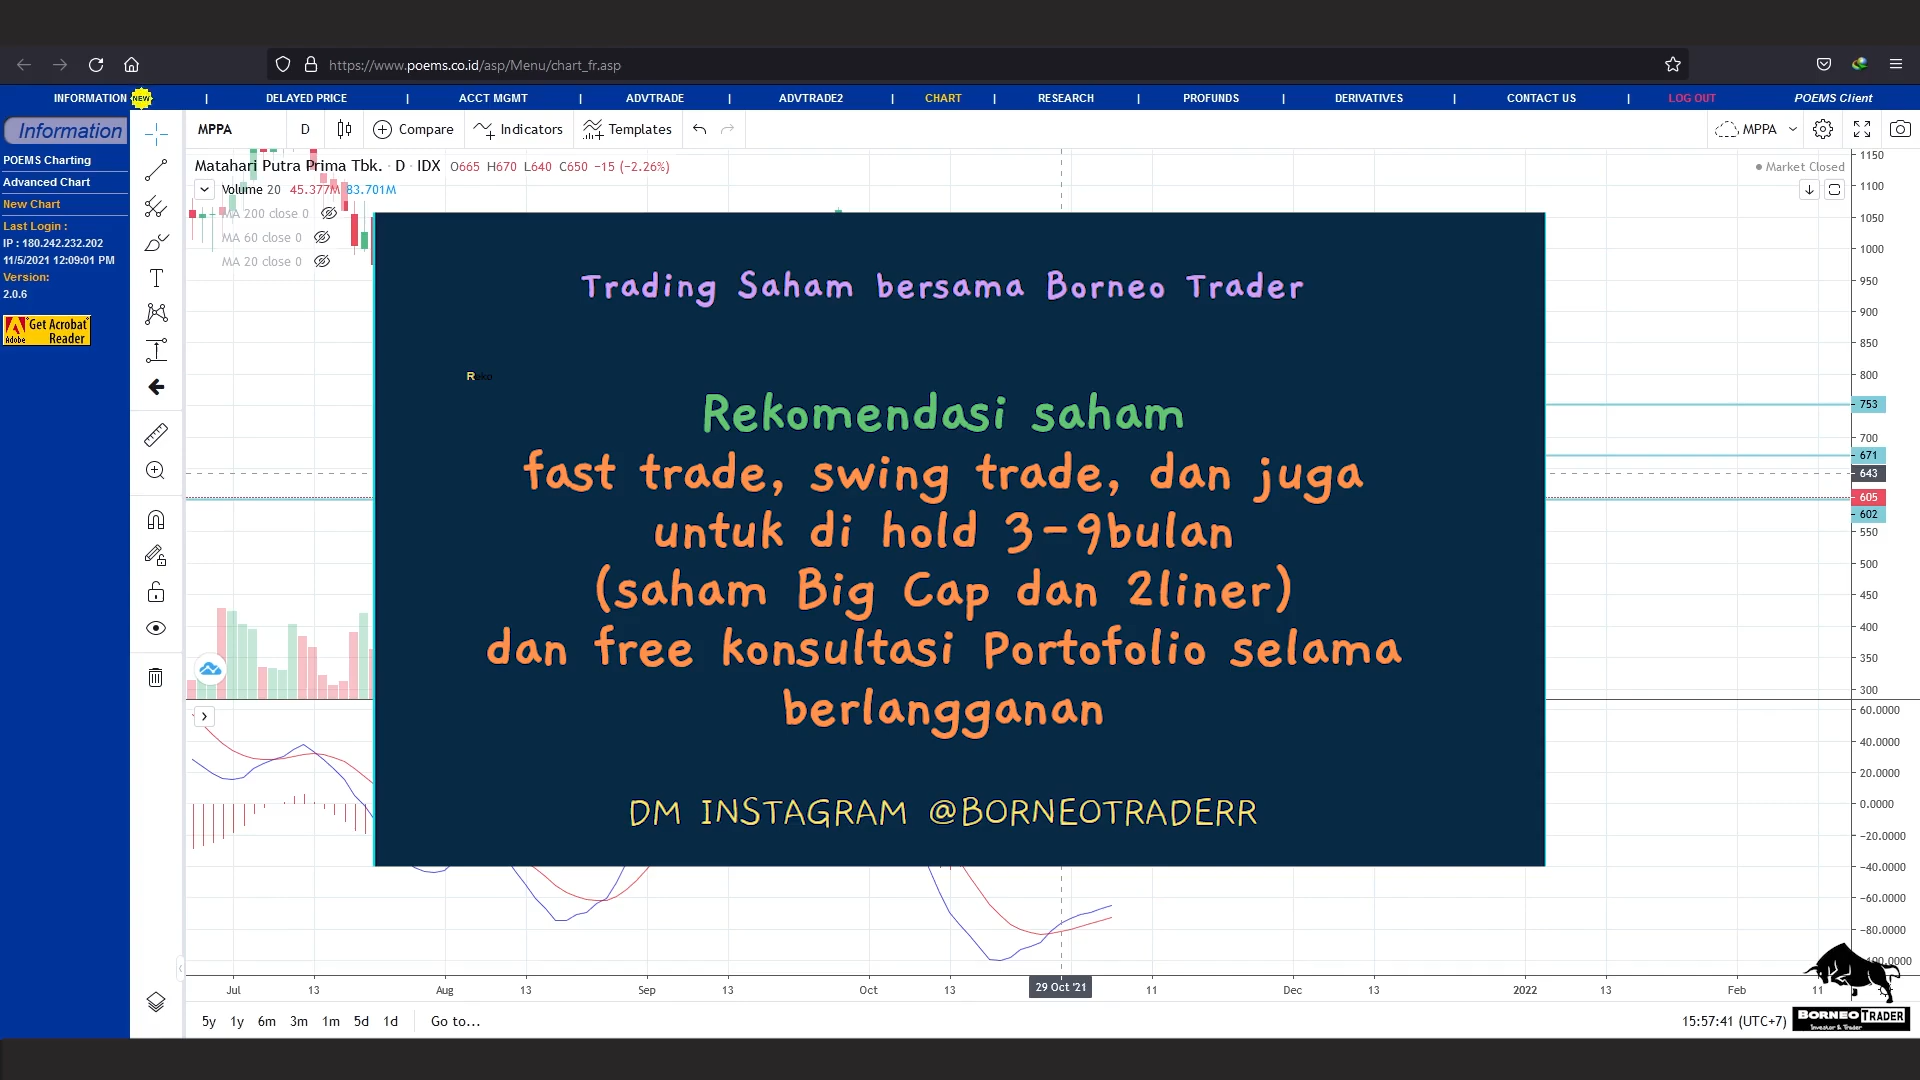 https://www.poems.co.id/asp/Menu/chart_fr.asp
INFORMATION NEW | DELAYED PRICE | ACCT MGMT | ADVTRADE | ADVTRADE2 | CHART | RESEARCH | PROFUNDS | DERIVATIVES | CONTACT US | LOG OUT POEMS Client
Information
POEMS Charting
Advanced Chart
New Chart
Last Login :
IP : 180.242.232.202
11/5/2021 12:09:01 PM
Version:
2.0.6
Get Acrobat
Adobe Reader
MPPA D Compare Indicators Templates MPPA
Matahari Putra Prima Tbk. · D · IDX O665 H670 L640 C650 −15 (−2.26%)
Market Closed
Volume 20 45.377M 83.701M
MA 200 close 0
MA 60 close 0
MA 20 close 0
Trading Saham bersama Borneo Trader
Reko
Rekomendasi saham
fast trade, swing trade, dan juga
untuk di hold 3-9bulan
(saham Big Cap dan 2liner)
dan free konsultasi Portofolio selama
berlangganan
DM INSTAGRAM @BORNEOTRADERR
1150
1100
1050
1000
950
900
850
800
753
700
671
643
605
602
550
500
450
400
350
300
60.0000
40.0000
20.0000
0.0000
−20.0000
−40.0000
−60.0000
−80.0000
Jul 13 Aug 13 Sep 13 Oct 13 29 Oct '21 11 Dec 13 2022 13 Feb 11
5y 1y 6m 3m 1m 5d 1d Go to...
15:57:41 (UTC+7)
BORNEO TRADER
Investor & Trader